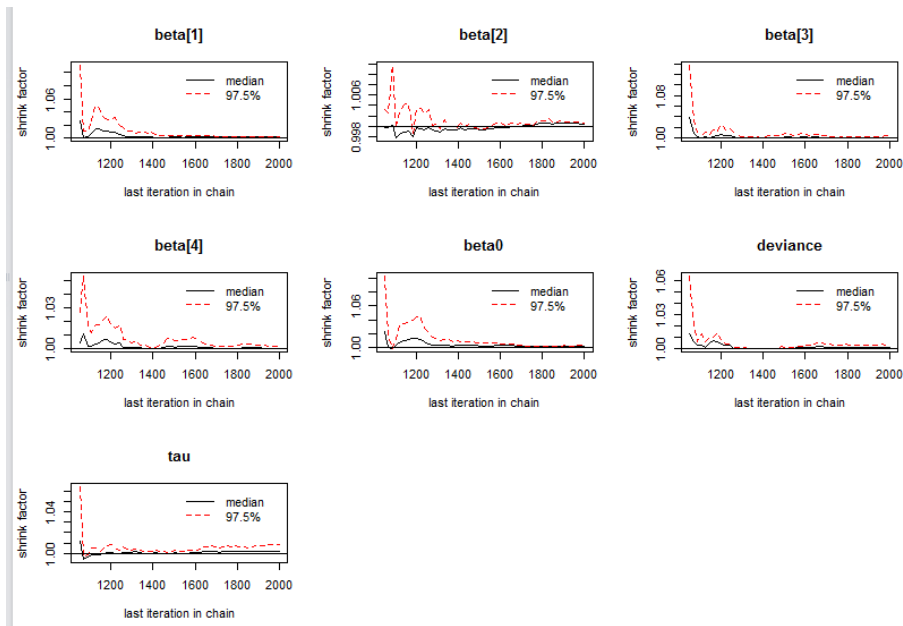 beta[1]
shrink factor
1.00 1.06
median
97.5%
1200 1400 1600 1800 2000
last iteration in chain
beta[2]
shrink factor
0.998 1.006
median
97.5%
1200 1400 1600 1800 2000
last iteration in chain
beta[3]
shrink factor
1.00 1.08
median
97.5%
1200 1400 1600 1800 2000
last iteration in chain
beta[4]
shrink factor
1.00 1.03
median
97.5%
1200 1400 1600 1800 2000
last iteration in chain
beta0
shrink factor
1.00 1.06
median
97.5%
1200 1400 1600 1800 2000
last iteration in chain
deviance
shrink factor
1.00 1.03 1.06
median
97.5%
1200 1400 1600 1800 2000
last iteration in chain
tau
shrink factor
1.00 1.04
median
97.5%
1200 1400 1600 1800 2000
last iteration in chain